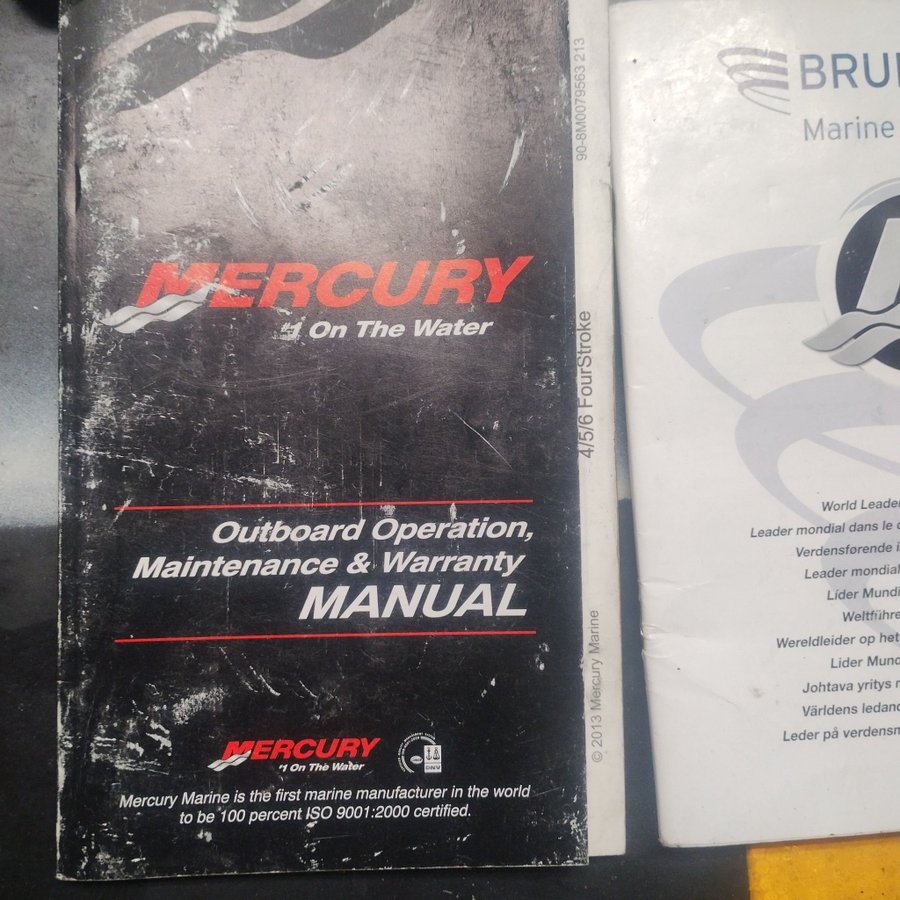 MERCURY
#1 On The Water
Outboard Operation,
Maintenance & Warranty
MANUAL
MERCURY
#1 On The Water
DNV
Mercury Marine is the first marine manufacturer in the world
to be 100 percent ISO 9001:2000 certified.
90-8M0079563 213
4/5/6 FourStroke
© 2013 Mercury Marine
BRU
Marine
World Leader
Leader mondial dans le
Verdensførende
Leader mondial
Líder Mundi
Weltführe
Wereldleider op het
Lider Mund
Johtava yritys
Världens ledan
Leder på verdensm